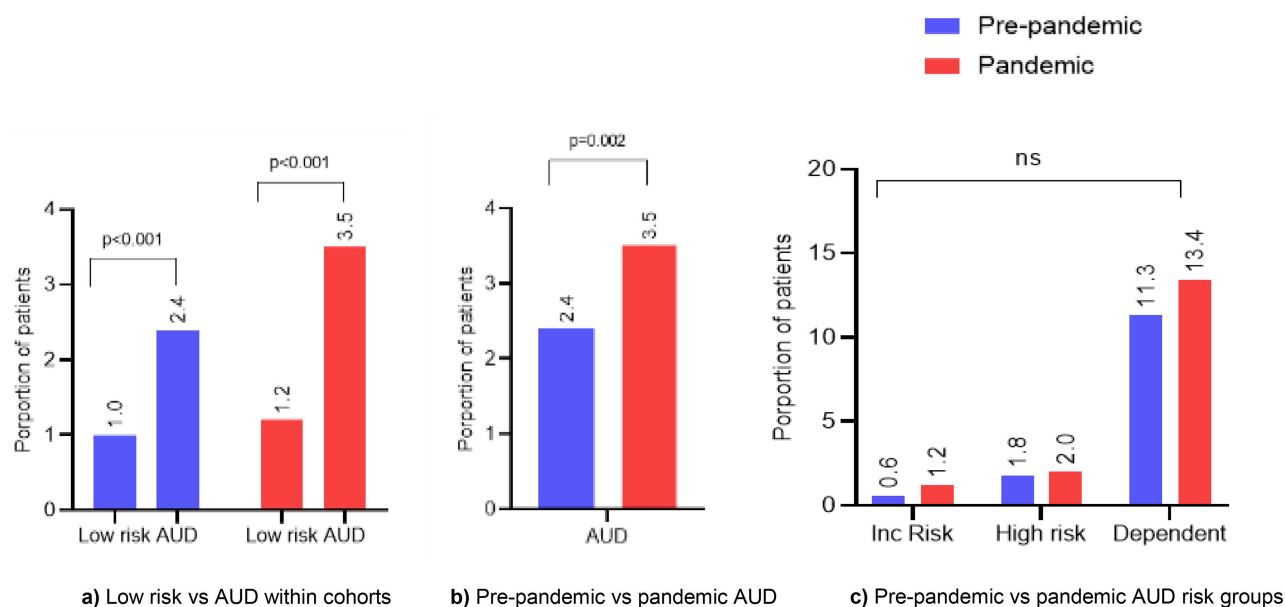 Pre-pandemic
Pandemic
p<0.001
p<0.001
Porportion of patients
4
3
2
1
0
1.0
2.4
1.2
3.5
Low risk AUD
Low risk AUD
a) Low risk vs AUD within cohorts
p=0.002
Porportion of patients
4
3
2
1
0
2.4
3.5
AUD
b) Pre-pandemic vs pandemic AUD
ns
Porportion of patients
20
15
10
5
0
0.6
1.2
1.8
2.0
11.3
13.4
Inc Risk
High risk
Dependent
c) Pre-pandemic vs pandemic AUD risk groups